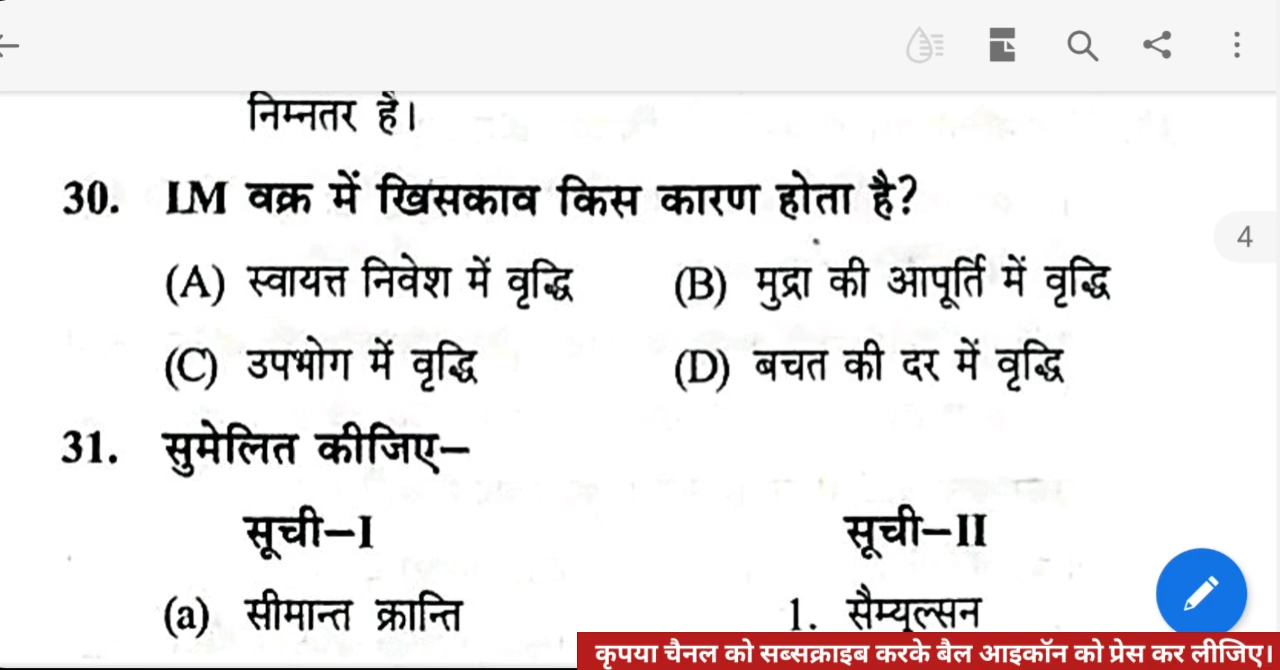 निम्नतर है।
30. LM वक्र में खिसकाव किस कारण होता है?
4
(A) स्वायत्त निवेश में वृद्धि (B) मुद्रा की आपूर्ति में वृद्धि
(C) उपभोग में वृद्धि (D) बचत की दर में वृद्धि
31. सुमेलित कीजिए–
सूची–I सूची–II
(a) सीमान्त क्रान्ति 1. सैम्युल्सन
कृपया चैनल को सब्सक्राइब करके बैल आइकॉन को प्रेस कर लीजिए।